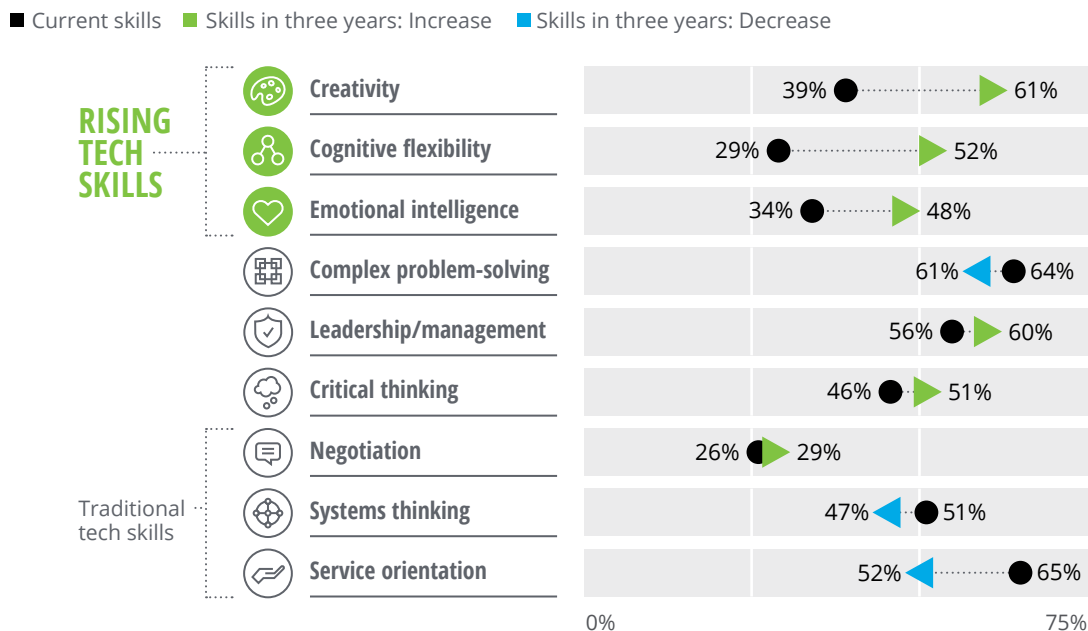 Current skills
Skills in three years: Increase
Skills in three years: Decrease
RISING
TECH
SKILLS
Creativity
39%
61%
Cognitive flexibility
29%
52%
Emotional intelligence
34%
48%
Complex problem-solving
61%
64%
Leadership/management
56%
60%
Critical thinking
46%
51%
Traditional
tech skills
Negotiation
26%
29%
Systems thinking
47%
51%
Service orientation
52%
65%
0%
75%